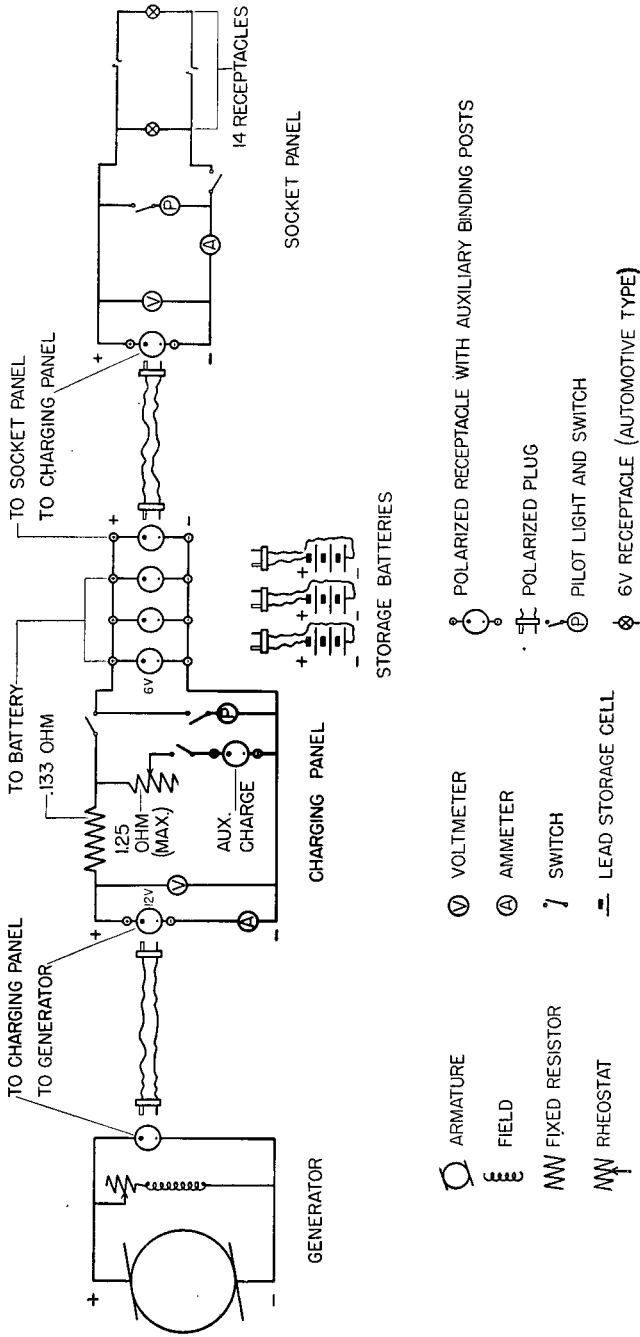 TO CHARGING PANEL
TO GENERATOR
+
-
GENERATOR
+
12V
V
A
-
.133 OHM
1.25
OHM
(MAX.)
AUX.
CHARGE
P
CHARGING PANEL
TO BATTERY
6V
+
-
TO SOCKET PANEL
TO CHARGING PANEL
+ + +
- - -
STORAGE BATTERIES
+
-
V
A
P
14 RECEPTACLES
SOCKET PANEL
ARMATURE
FIELD
FIXED RESISTOR
RHEOSTAT
V VOLTMETER
A AMMETER
SWITCH
LEAD STORAGE CELL
POLARIZED RECEPTACLE WITH AUXILIARY BINDING POSTS
POLARIZED PLUG
P PILOT LIGHT AND SWITCH
6V RECEPTACLE (AUTOMOTIVE TYPE)